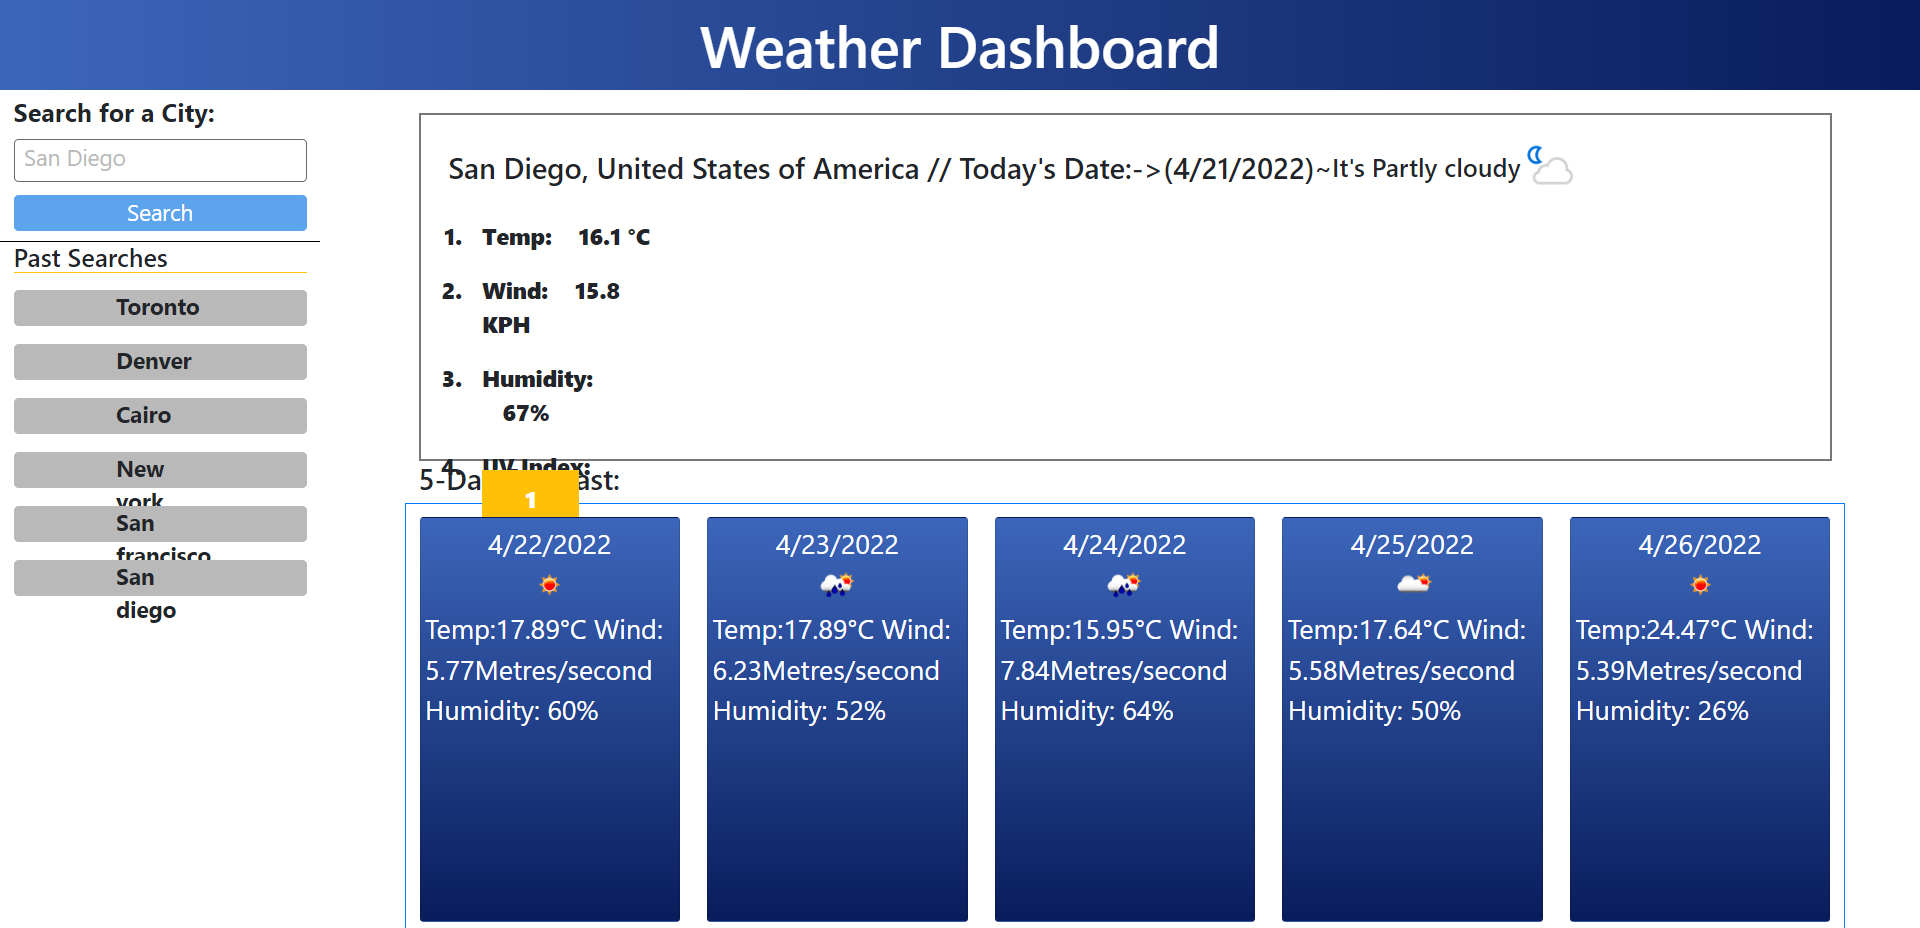 Weather Dashboard
Search for a City:
San Diego
Search
Past Searches
Toronto
Denver
Cairo
New
york
San
francisco
San
diego
San Diego, United States of America // Today's Date:->(4/21/2022)~It's Partly cloudy
1. Temp: 16.1 °C
2. Wind: 15.8
KPH
3. Humidity:
67%
4. UV Index:
1
4/22/2022
Temp:17.89°C Wind:
5.77Metres/second
Humidity: 60%
4/23/2022
Temp:17.89°C Wind:
6.23Metres/second
Humidity: 52%
4/24/2022
Temp:15.95°C Wind:
7.84Metres/second
Humidity: 64%
4/25/2022
Temp:17.64°C Wind:
5.58Metres/second
Humidity: 50%
4/26/2022
Temp:24.47°C Wind:
5.39Metres/second
Humidity: 26%